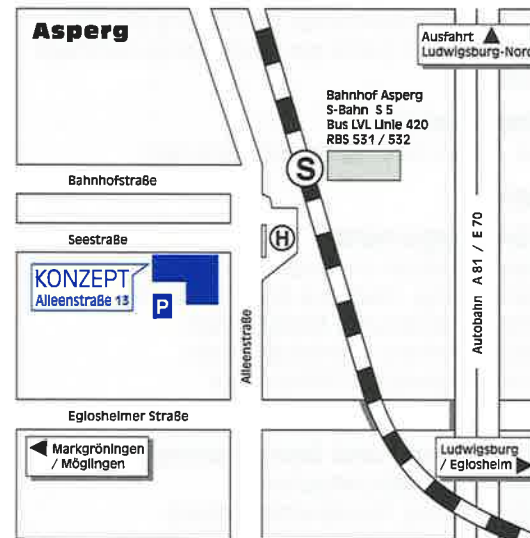 Asperg
Ausfahrt
Ludwigsburg-Nord
Bahnhof Asperg
S-Bahn S 5
Bus LVL Linie 420
RBS 531 / 532
S
Bahnhofstraße
H
Seestraße
KONZEPT
Alleenstraße 13
P
Alleenstraße
Autobahn A 81 / E 70
Eglosheimer Straße
Markgröningen
/ Möglingen
Ludwigsburg
/ Eglosheim